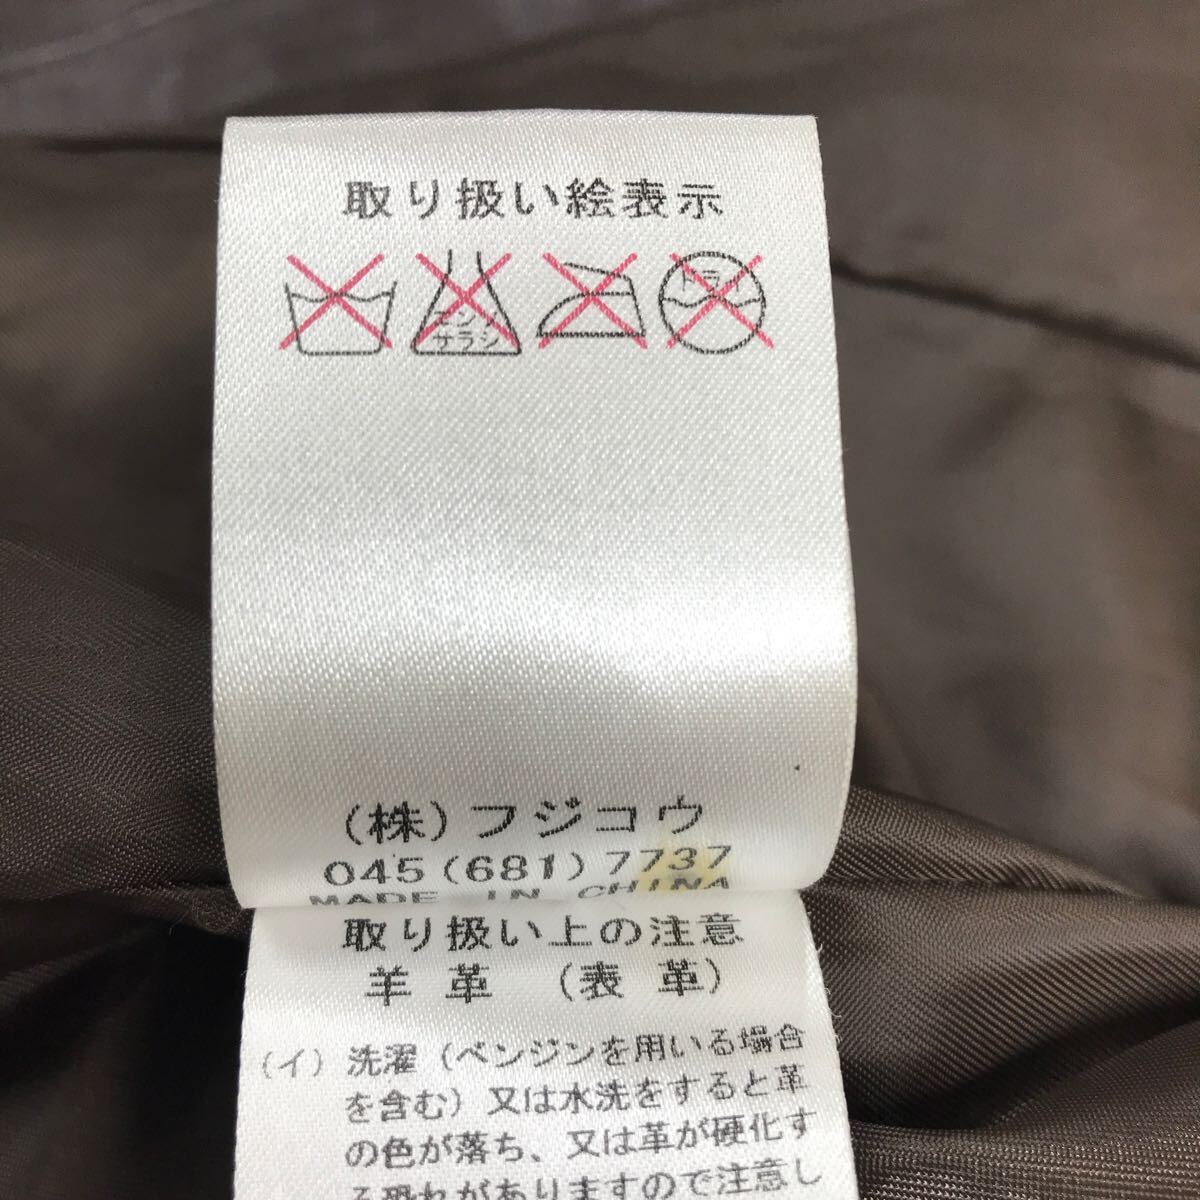 取り扱い絵表示
エンソ
サラシ
ドライ
(株)フジコウ
045(681)7737
MADE IN CHINA
取り扱い上の注意
羊 革 (表 革)
(イ) 洗濯(ベンジンを用いる場合
を含む)又は水洗をすると革
の色が落ち、又は革が硬化す
る恐れがありますので注意し